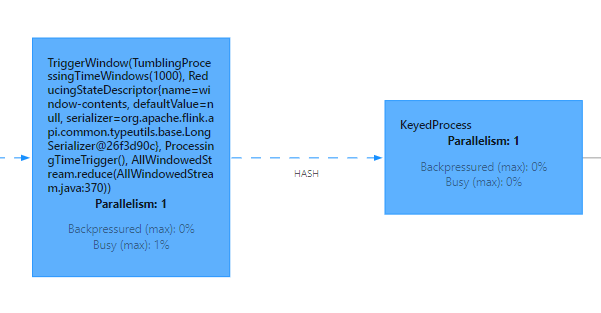 TriggerWindow(TumblingProce
ssingTimeWindows(1000), Red
ucingStateDescriptor{name=wi
ndow-contents, defaultValue=n
ull, serializer=org.apache.flink.a
pi.common.typeutils.base.Long
Serializer@26f3d90c}, Processin
gTimeTrigger(), AllWindowedSt
ream.reduce(AllWindowedStrea
m.java:370))
Parallelism: 1
Backpressured (max): 0%
Busy (max): 1%
HASH
KeyedProcess
Parallelism: 1
Backpressured (max): 0%
Busy (max): 0%